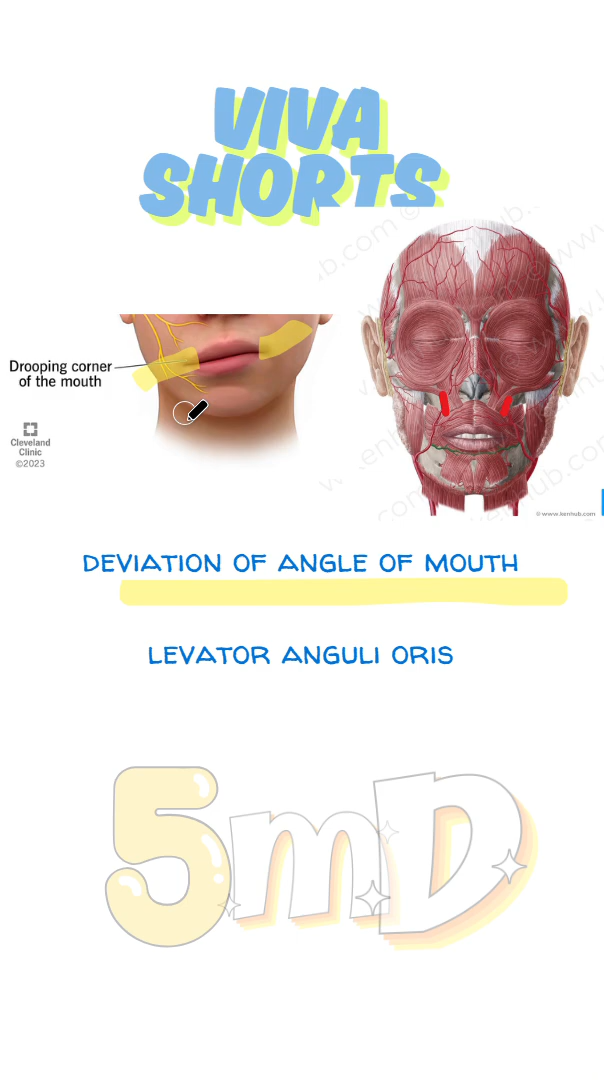 VIVA
SHORTS
Drooping corner
of the mouth
Cleveland
Clinic
©2023
© www.kenhub.com
DEVIATION OF ANGLE OF MOUTH
LEVATOR ANGULI ORIS
5mD